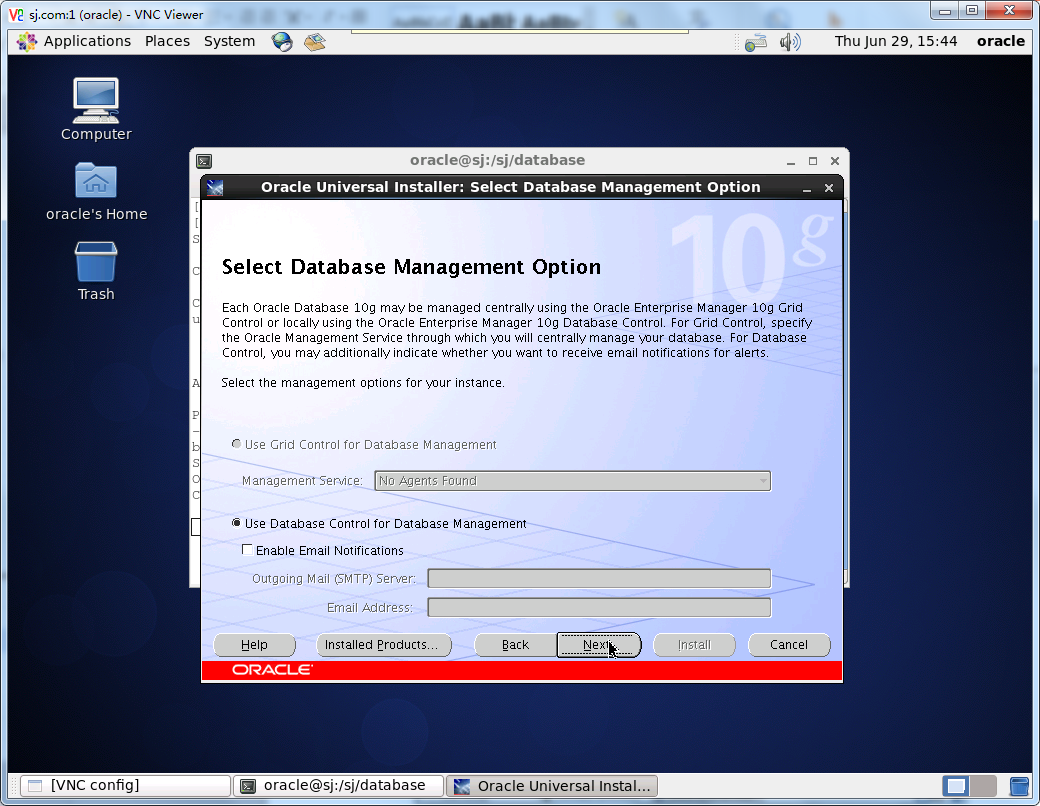 sj.com:1 (oracle) - VNC Viewer
Applications Places System
Thu Jun 29, 15:44 oracle
Computer
oracle's Home
Trash
oracle@sj:/sj/database
Oracle Universal Installer: Select Database Management Option
10g
Select Database Management Option
Each Oracle Database 10g may be managed centrally using the Oracle Enterprise Manager 10g Grid
Control or locally using the Oracle Enterprise Manager 10g Database Control. For Grid Control, specify
the Oracle Management Service through which you will centrally manage your database. For Database
Control, you may additionally indicate whether you want to receive email notifications for alerts.
Select the management options for your instance.
Use Grid Control for Database Management
Management Service: No Agents Found
Use Database Control for Database Management
Enable Email Notifications
Outgoing Mail (SMTP) Server:
Email Address:
Help Installed Products... Back Next Install Cancel
ORACLE
[VNC config] oracle@sj:/sj/database Oracle Universal Instal...